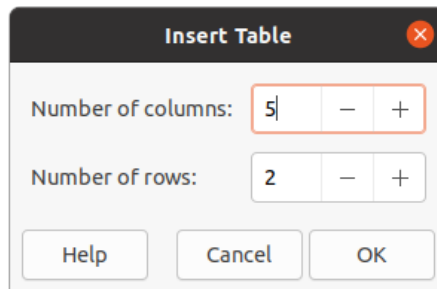 Insert Table
Number of columns: 5
Number of rows: 2
Help Cancel OK